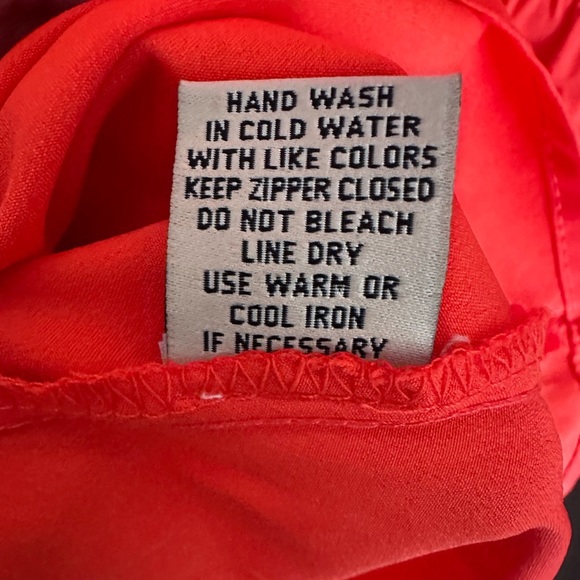 HAND WASH
IN COLD WATER
WITH LIKE COLORS
KEEP ZIPPER CLOSED
DO NOT BLEACH
LINE DRY
USE WARM OR
COOL IRON
IF NECESSARY